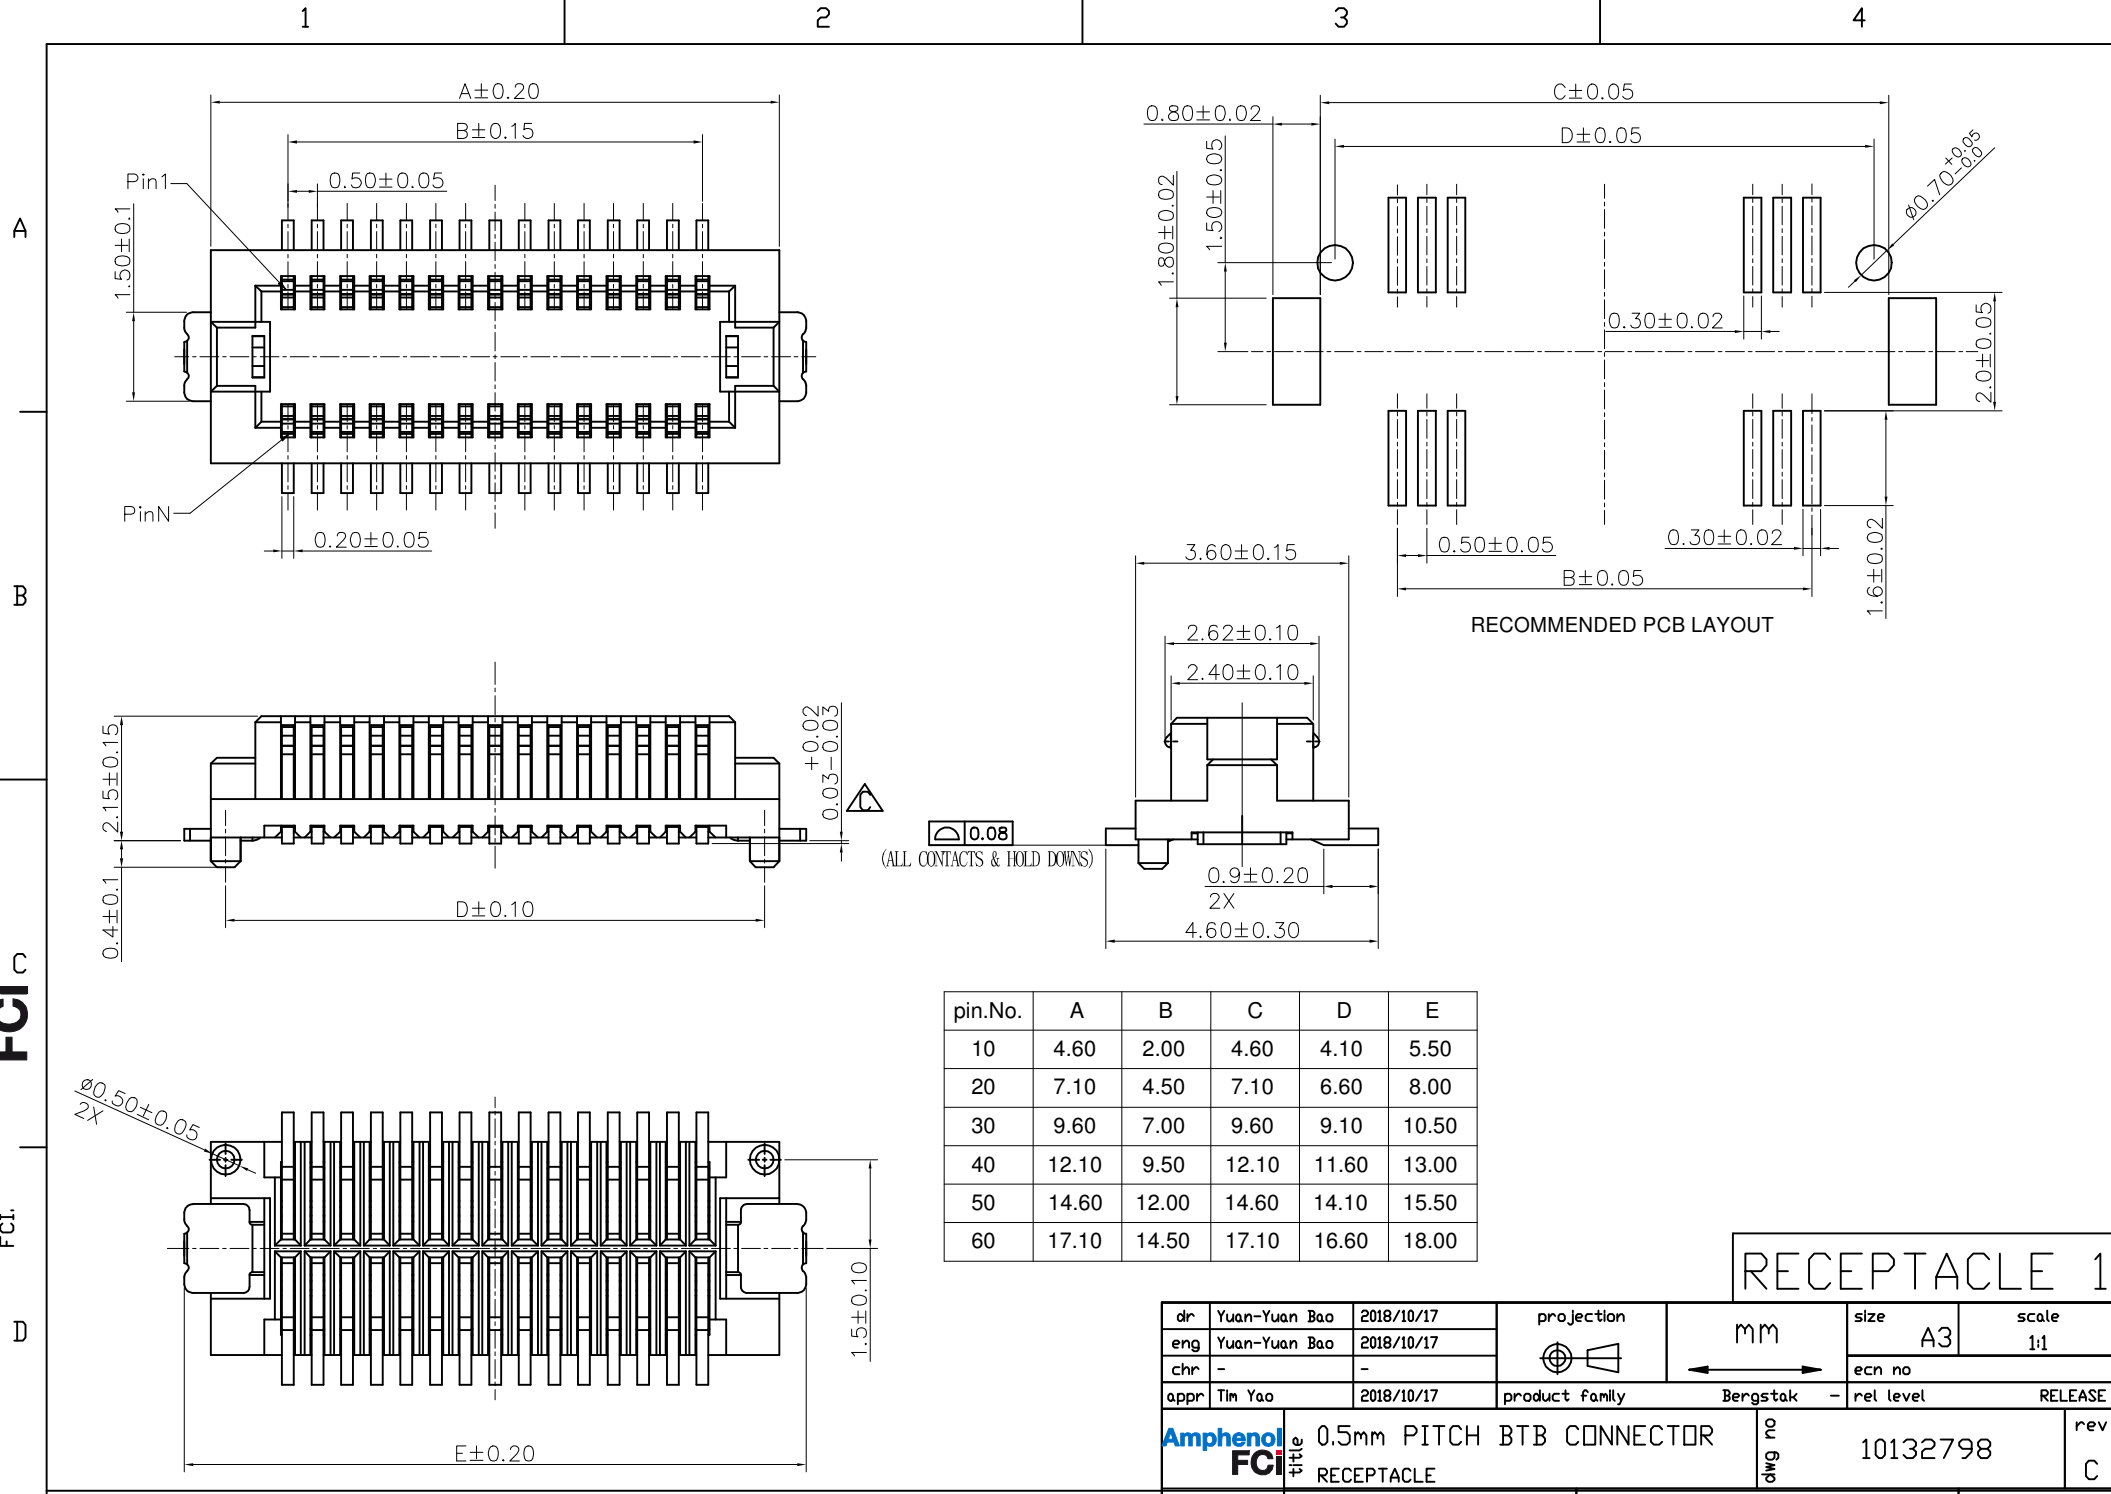 1 2 3 4
A
B
C
D
FCI
FCI.
A±0.20
B±0.15
0.50±0.05
Pin1
1.50±0.1
PinN
0.20±0.05
C±0.05
0.80±0.02
D±0.05
ø0.70 +0.05 -0.0
1.50±0.05
1.80±0.02
0.30±0.02
2.0±0.05
0.50±0.05
0.30±0.02
1.6±0.02
B±0.05
RECOMMENDED PCB LAYOUT
2.15±0.15
0.4±0.1
D±0.10
+0.02
0.03-0.03
C
3.60±0.15
2.62±0.10
2.40±0.10
0.08
(ALL CONTACTS & HOLD DOWNS)
0.9±0.20
2X
4.60±0.30
ø0.50±0.05
2X
1.5±0.10
E±0.20
pin.No. A B C D E
10 4.60 2.00 4.60 4.10 5.50
20 7.10 4.50 7.10 6.60 8.00
30 9.60 7.00 9.60 9.10 10.50
40 12.10 9.50 12.10 11.60 13.00
50 14.60 12.00 14.60 14.10 15.50
60 17.10 14.50 17.10 16.60 18.00
RECEPTACLE 1
dr Yuan-Yuan Bao 2018/10/17 projection mm size A3 scale 1:1
eng Yuan-Yuan Bao 2018/10/17
chr - - ecn no
appr Tim Yao 2018/10/17 product family Bergstak - rel level RELEASE
Amphenol
FCi
title 0.5mm PITCH BTB CONNECTOR
RECEPTACLE
dwg no 10132798
rev C